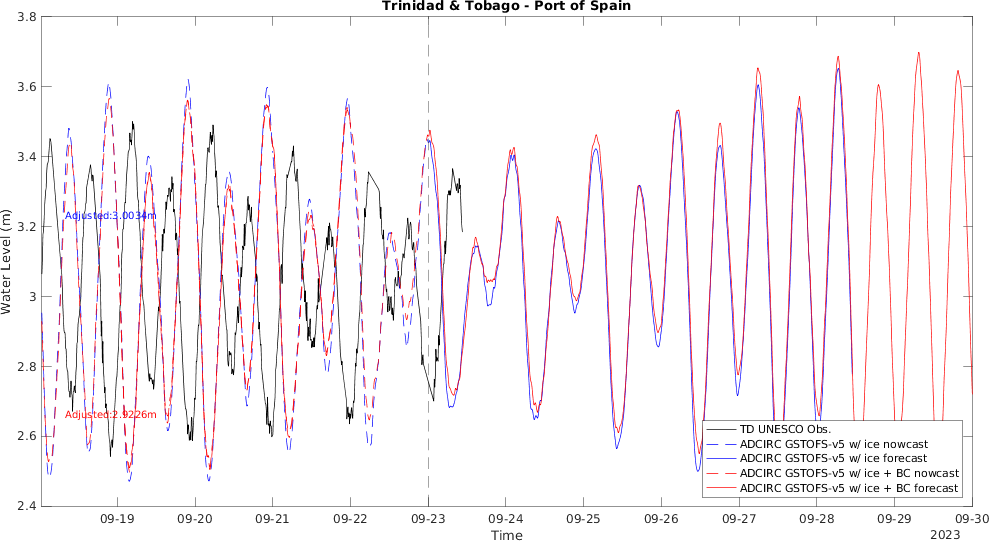 Trinidad & Tobago - Port of Spain
3.8
3.6
3.4
3.2
3
2.8
2.6
2.4
Water Level (m)
Adjusted:3.0034m
Adjusted:2.9226m
TD UNESCO Obs.
ADCIRC GSTOFS-v5 w/ ice nowcast
ADCIRC GSTOFS-v5 w/ ice forecast
ADCIRC GSTOFS-v5 w/ ice + BC nowcast
ADCIRC GSTOFS-v5 w/ ice + BC forecast
09-19 09-20 09-21 09-22 09-23 09-24 09-25 09-26 09-27 09-28 09-29 09-30
Time
2023